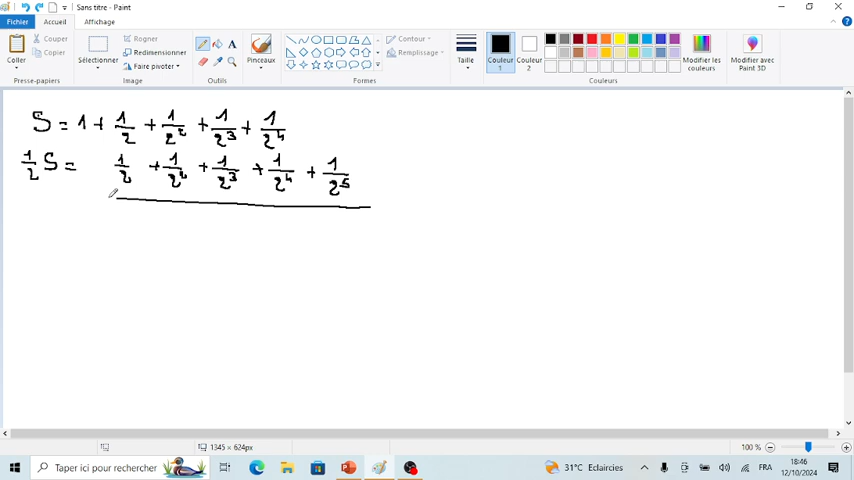 Sans titre - Paint
Fichier Accueil Affichage
Coller
Couper
Copier
Presse-papiers
Sélectionner
Rogner
Redimensionner
Faire pivoter
Image
A
Outils
Pinceaux
Contour
Remplissage
Formes
Taille
Couleur 1
Couleur 2
Modifier les couleurs
Modifier avec Paint 3D
Couleurs
S = 1 + 1/2 + 1/2² + 1/2³ + 1/2⁴
1/2 S = 1/2 + 1/2² + 1/2³ + 1/2⁴ + 1/2⁵
1345 × 624px
100 %
Taper ici pour rechercher
31°C Eclaircies
FRA
18:46
12/10/2024